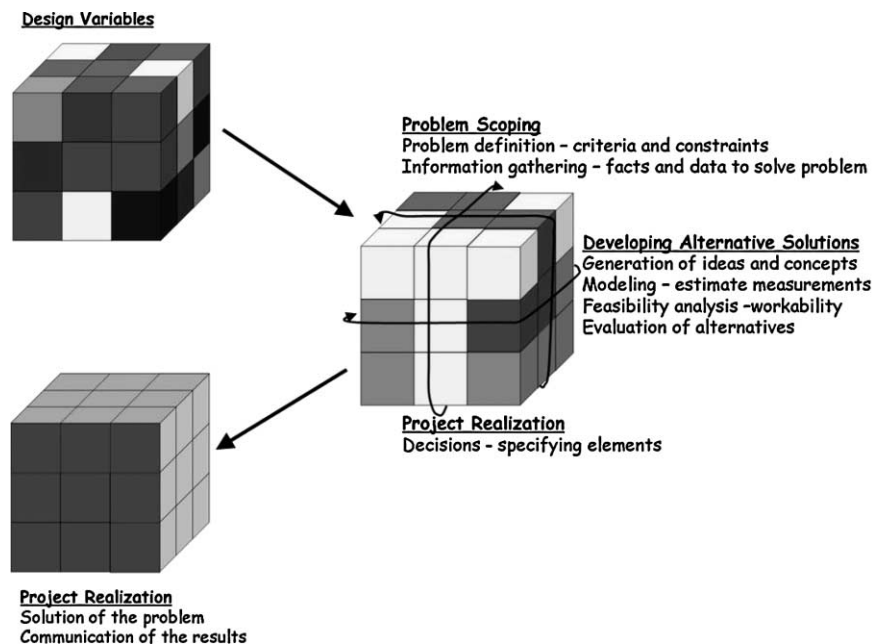 Design Variables
Problem Scoping
Problem definition – criteria and constraints
Information gathering – facts and data to solve problem
Developing Alternative Solutions
Generation of ideas and concepts
Modeling – estimate measurements
Feasibility analysis –workability
Evaluation of alternatives
Project Realization
Decisions – specifying elements
Project Realization
Solution of the problem
Communication of the results